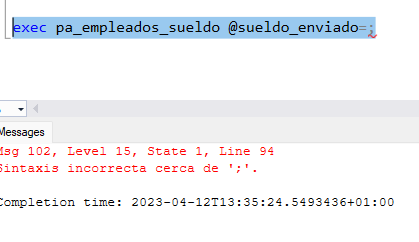 exec pa_empleados_sueldo @sueldo_enviado=;
Messages
Msg 102, Level 15, State 1, Line 94
Sintaxis incorrecta cerca de ';'.
Completion time: 2023-04-12T13:35:24.5493436+01:00